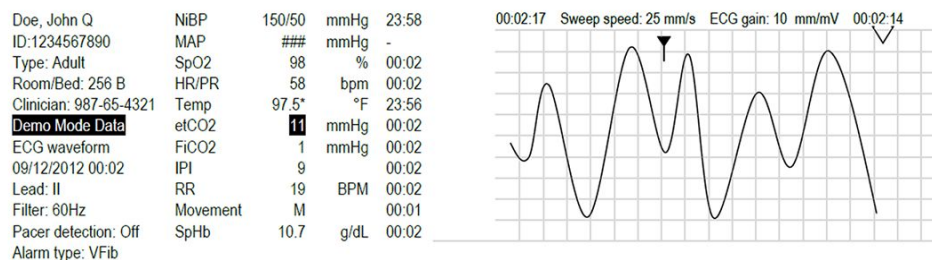 Doe, John Q NiBP 150/50 mmHg 23:58
ID:1234567890 MAP ### mmHg -
Type: Adult SpO2 98 % 00:02
Room/Bed: 256 B HR/PR 58 bpm 00:02
Clinician: 987-65-4321 Temp 97.5* °F 23:56
Demo Mode Data etCO2 11 mmHg 00:02
ECG waveform FiCO2 1 mmHg 00:02
09/12/2012 00:02 IPI 9 00:02
Lead: II RR 19 BPM 00:02
Filter: 60Hz Movement M 00:01
Pacer detection: Off SpHb 10.7 g/dL 00:02
Alarm type: VFib
00:02:17 Sweep speed: 25 mm/s ECG gain: 10 mm/mV 00:02:14